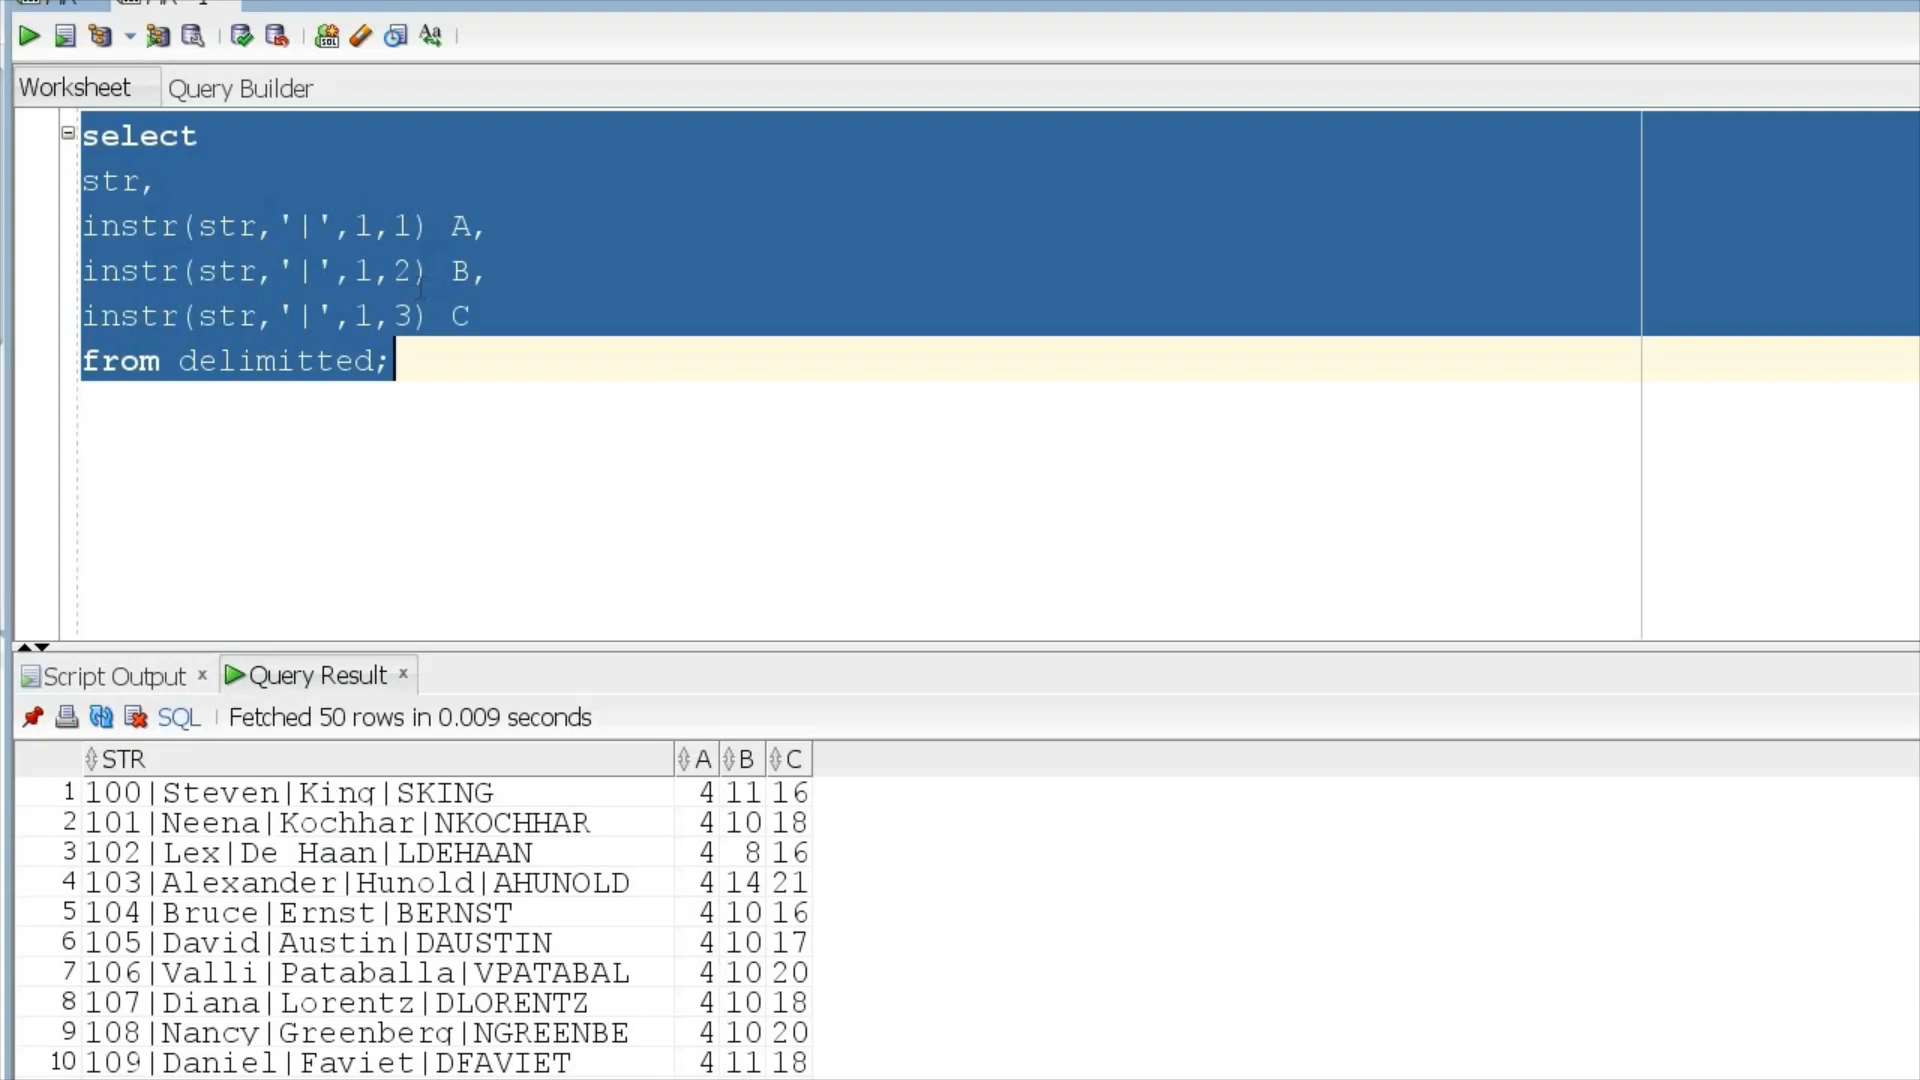 Worksheet Query Builder
select
str,
instr(str,'|',1,1) A,
instr(str,'|',1,2) B,
instr(str,'|',1,3) C
from delimitted;
Script Output x Query Result x
SQL Fetched 50 rows in 0.009 seconds
STR A B C
1 100|Steven|King|SKING 4 11 16
2 101|Neena|Kochhar|NKOCHHAR 4 10 18
3 102|Lex|De Haan|LDEHAAN 4 8 16
4 103|Alexander|Hunold|AHUNOLD 4 14 21
5 104|Bruce|Ernst|BERNST 4 10 16
6 105|David|Austin|DAUSTIN 4 10 17
7 106|Valli|Pataballa|VPATABAL 4 10 20
8 107|Diana|Lorentz|DLORENTZ 4 10 18
9 108|Nancy|Greenberg|NGREENBE 4 10 20
10 109|Daniel|Faviet|DFAVIET 4 11 18